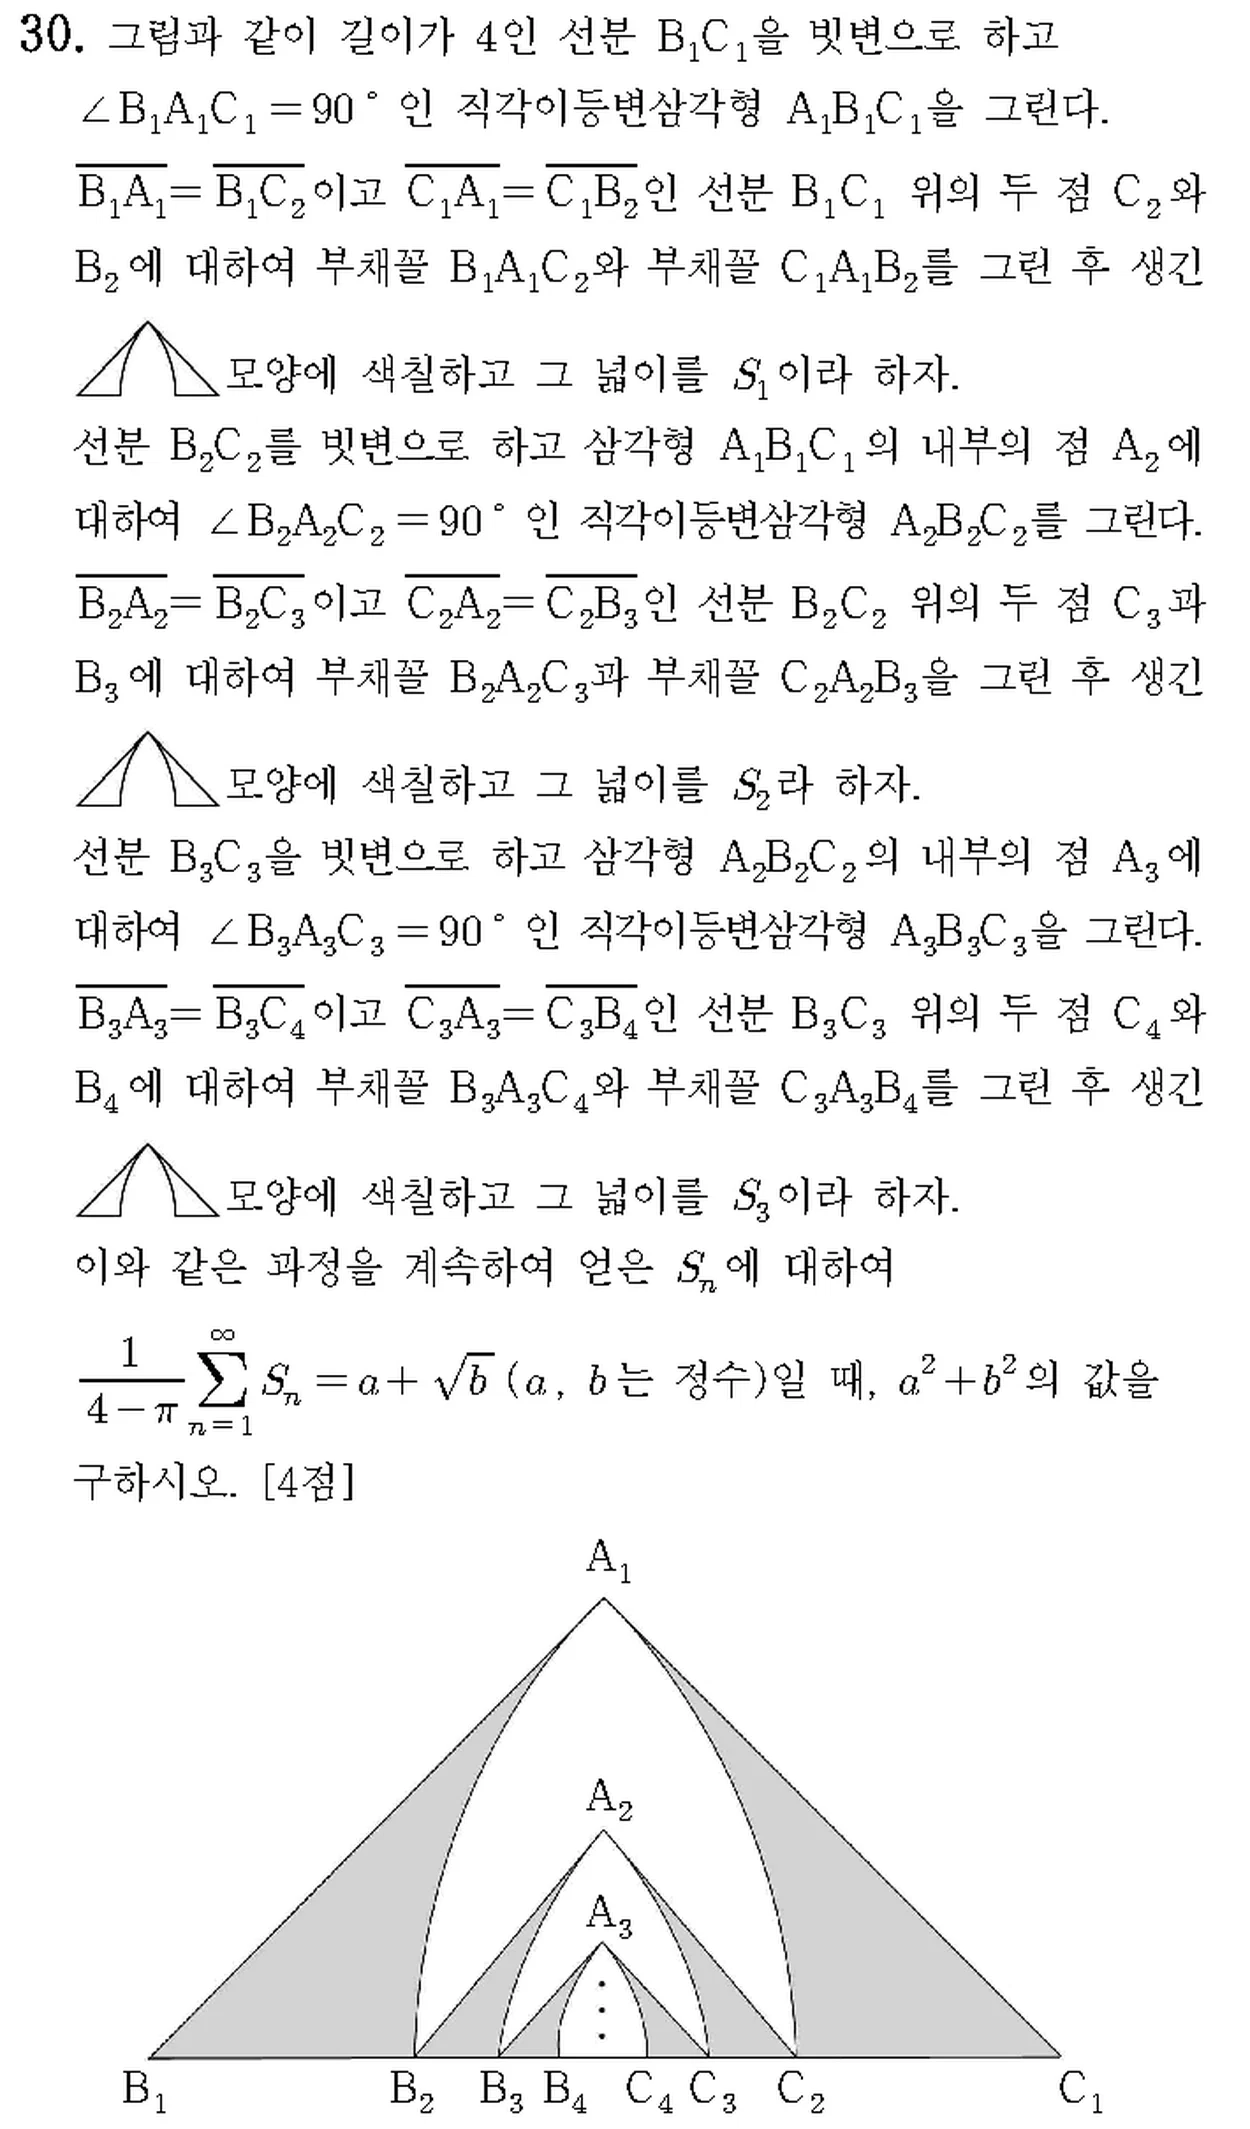 30. 그림과 같이 길이가 4인 선분 B₁C₁을 빗변으로 하고
∠B₁A₁C₁=90°인 직각이등변삼각형 A₁B₁C₁을 그린다.
B̅₁A̅₁=B̅₁C̅₂이고 C̅₁A̅₁=C̅₁B̅₂인 선분 B₁C₁ 위의 두 점 C₂와
B₂에 대하여 부채꼴 B₁A₁C₂와 부채꼴 C₁A₁B₂를 그린 후 생긴
모양에 색칠하고 그 넓이를 S₁이라 하자.
선분 B₂C₂를 빗변으로 하고 삼각형 A₁B₁C₁의 내부의 점 A₂에
대하여 ∠B₂A₂C₂=90°인 직각이등변삼각형 A₂B₂C₂를 그린다.
B̅₂A̅₂=B̅₂C̅₃이고 C̅₂A̅₂=C̅₂B̅₃인 선분 B₂C₂ 위의 두 점 C₃과
B₃에 대하여 부채꼴 B₂A₂C₃과 부채꼴 C₂A₂B₃을 그린 후 생긴
모양에 색칠하고 그 넓이를 S₂라 하자.
선분 B₃C₃을 빗변으로 하고 삼각형 A₂B₂C₂의 내부의 점 A₃에
대하여 ∠B₃A₃C₃=90°인 직각이등변삼각형 A₃B₃C₃을 그린다.
B̅₃A̅₃=B̅₃C̅₄이고 C̅₃A̅₃=C̅₃B̅₄인 선분 B₃C₃ 위의 두 점 C₄와
B₄에 대하여 부채꼴 B₃A₃C₄와 부채꼴 C₃A₃B₄를 그린 후 생긴
모양에 색칠하고 그 넓이를 S₃이라 하자.
이와 같은 과정을 계속하여 얻은 Sₙ에 대하여
1/(4−π) ∑(n=1→∞) Sₙ = a+√b (a, b는 정수)일 때, a²+b²의 값을
구하시오. [4점]
A₁
A₂
A₃
B₁ B₂ B₃ B₄ C₄ C₃ C₂ C₁